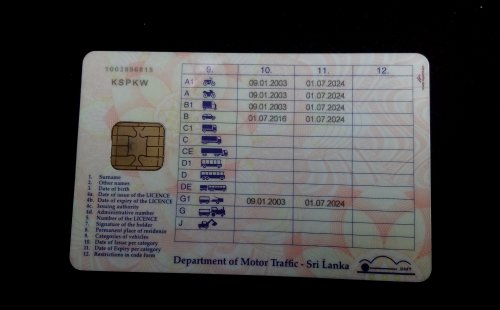 1003896815
KSPKW
9. 10. 11. 12.
A1 09.01.2003 01.07.2024
A 09.01.2003 01.07.2024
B1 09.01.2003 01.07.2024
B 01.07.2016 01.07.2024
C1
C
CE
D1
D
DE
G1 09.01.2003 01.07.2024
G
J
1. Surname
2. Other names
3. Date of birth
4a. Date of issue of the LICENCE
4b. Date of expiry of the LICENCE
4c. Issuing authority
4d. Administrative number
5. Number of the LICENCE
7. Signature of the holder
8. Permanent place of residence
9. Categories of vehicles
10. Date of Issue per category
11. Date of Expiry per category
12. Restrictions in code form
Department of Motor Traffic - Sri Lanka
DMT